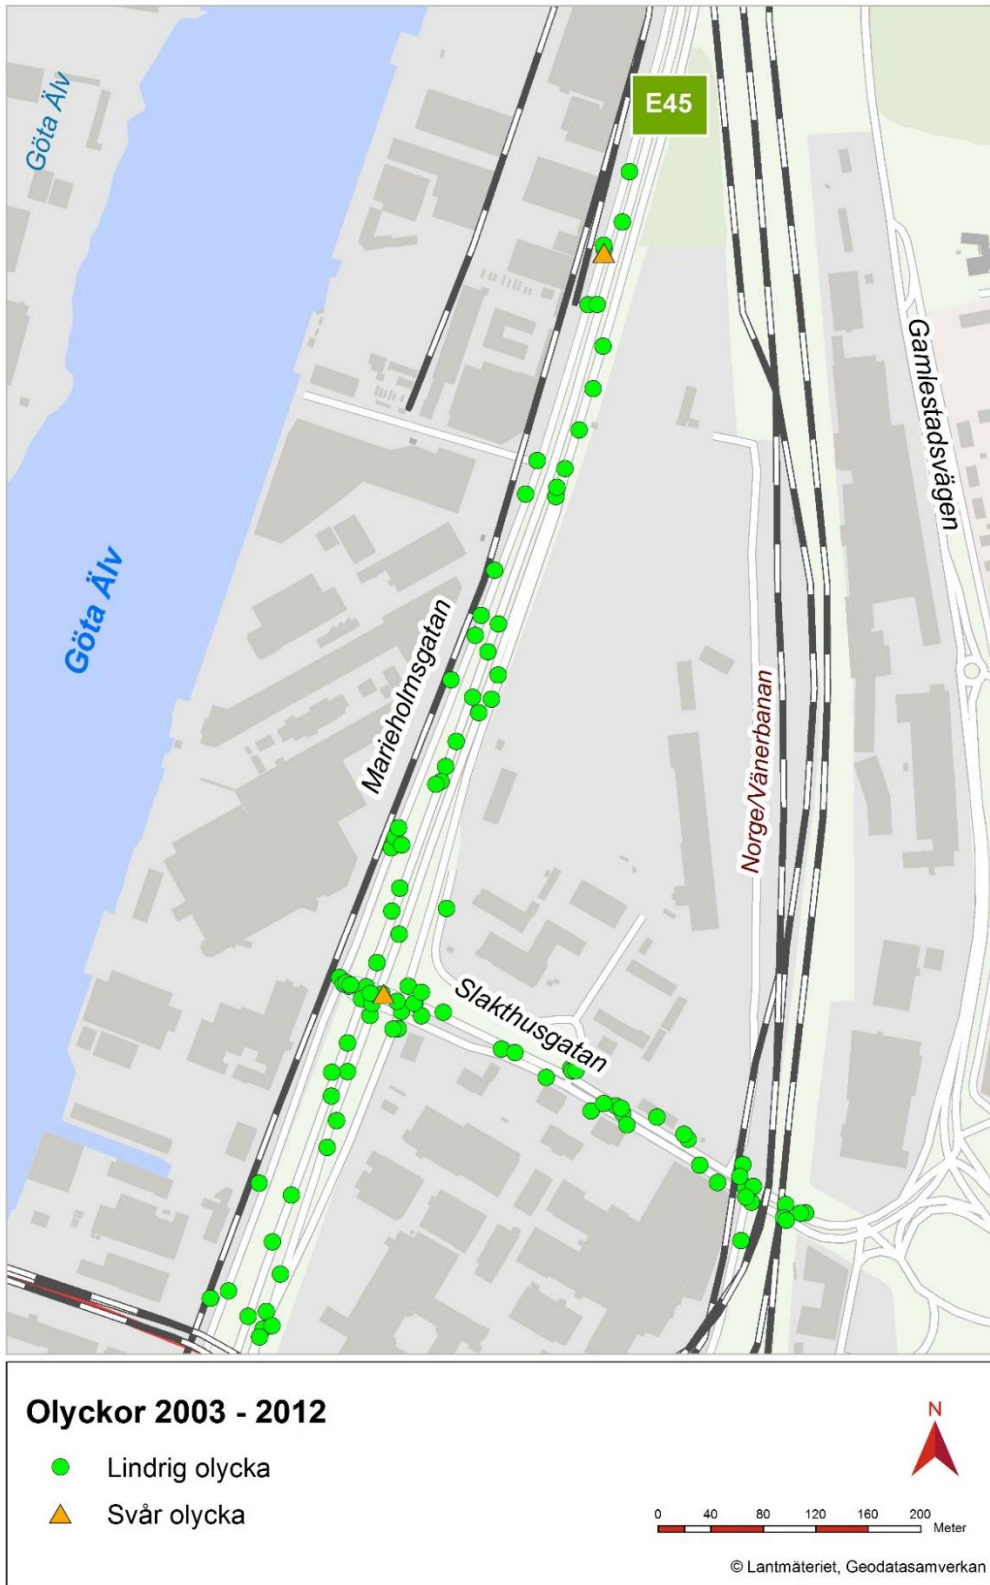 Göta Älv
E45
Gamlestadsvägen
Göta Älv
Marieholmsgatan
Norge/Vänerbanan
Slakthusgatan
Olyckor 2003 - 2012
Lindrig olycka
Svår olycka
N
0 40 80 120 160 200
Meter
© Lantmäteriet, Geodatasamverkan